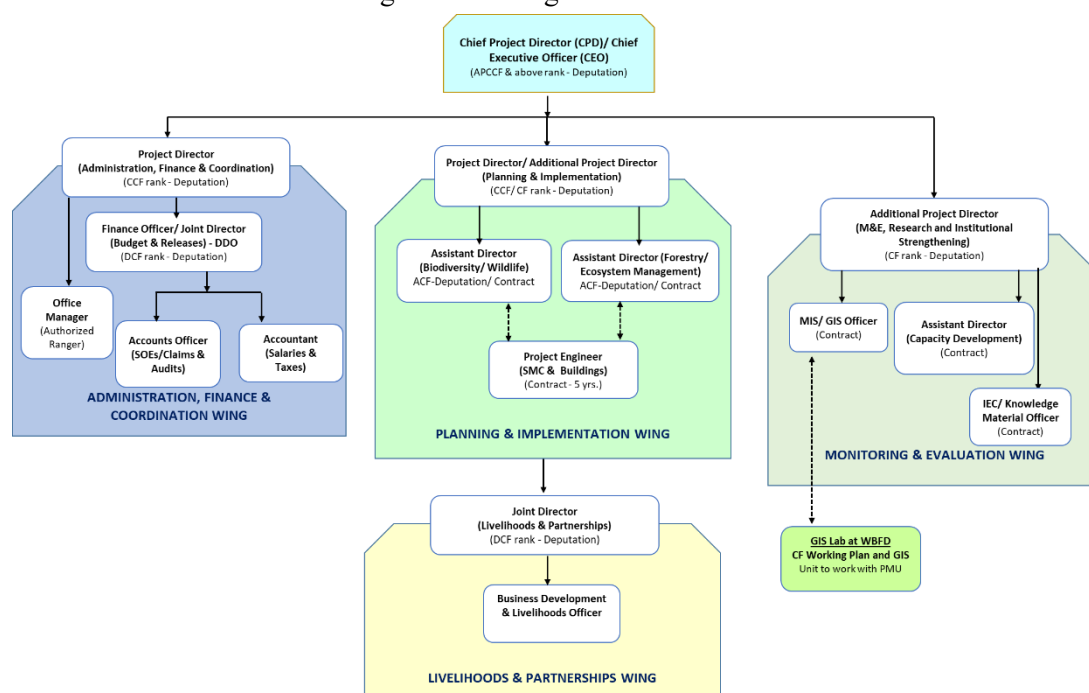 Chief Project Director (CPD)/ Chief
Executive Officer (CEO)
(APCCF & above rank - Deputation)
Project Director
(Administration, Finance & Coordination)
(CCF rank - Deputation)
Finance Officer/ Joint Director
(Budget & Releases) - DDO
(DCF rank - Deputation)
Office
Manager
(Authorized
Ranger)
Accounts Officer
(SOEs/Claims &
Audits)
Accountant
(Salaries &
Taxes)
ADMINISTRATION, FINANCE &
COORDINATION WING
Project Director/ Additional Project Director
(Planning & Implementation)
(CCF/ CF rank - Deputation)
Assistant Director
(Biodiversity/ Wildlife)
ACF-Deputation/ Contract
Assistant Director (Forestry/
Ecosystem Management)
ACF-Deputation/ Contract
Project Engineer
(SMC & Buildings)
(Contract - 5 yrs.)
PLANNING & IMPLEMENTATION WING
Additional Project Director
(M&E, Research and Institutional
Strengthening)
(CF rank - Deputation)
MIS/ GIS Officer
(Contract)
Assistant Director
(Capacity Development)
(Contract)
IEC/ Knowledge
Material Officer
(Contract)
MONITORING & EVALUATION WING
GIS Lab at WBFD
CF Working Plan and GIS
Unit to work with PMU
Joint Director
(Livelihoods & Partnerships)
(DCF rank - Deputation)
Business Development
& Livelihoods Officer
LIVELIHOODS & PARTNERSHIPS WING